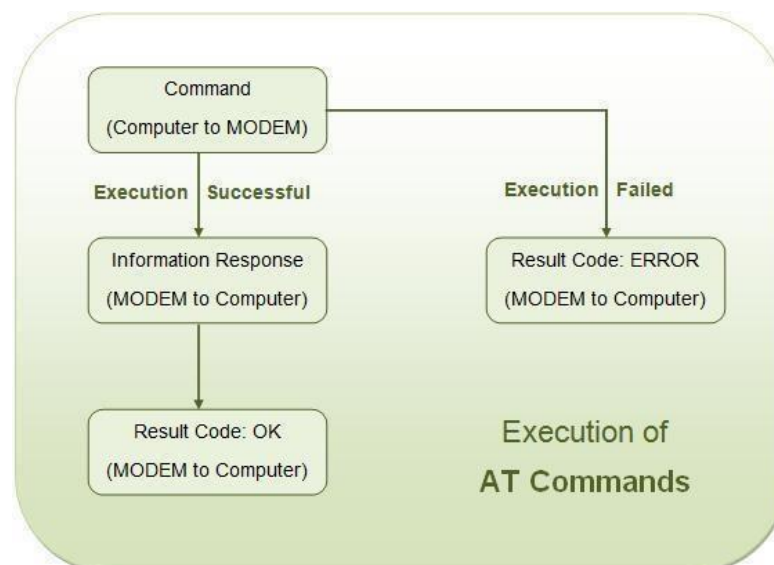 Command
(Computer to MODEM)
Execution Successful
Execution Failed
Information Response
(MODEM to Computer)
Result Code: ERROR
(MODEM to Computer)
Result Code: OK
(MODEM to Computer)
Execution of
AT Commands